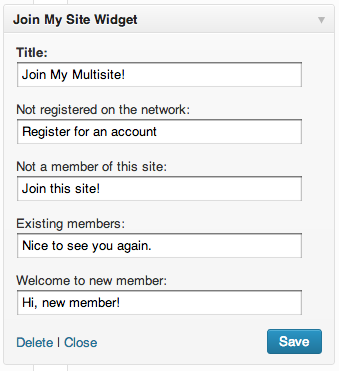 Join My Site Widget
Title:
Join My Multisite!
Not registered on the network:
Register for an account
Not a member of this site:
Join this site!
Existing members:
Nice to see you again.
Welcome to new member:
Hi, new member!
Delete | Close
Save